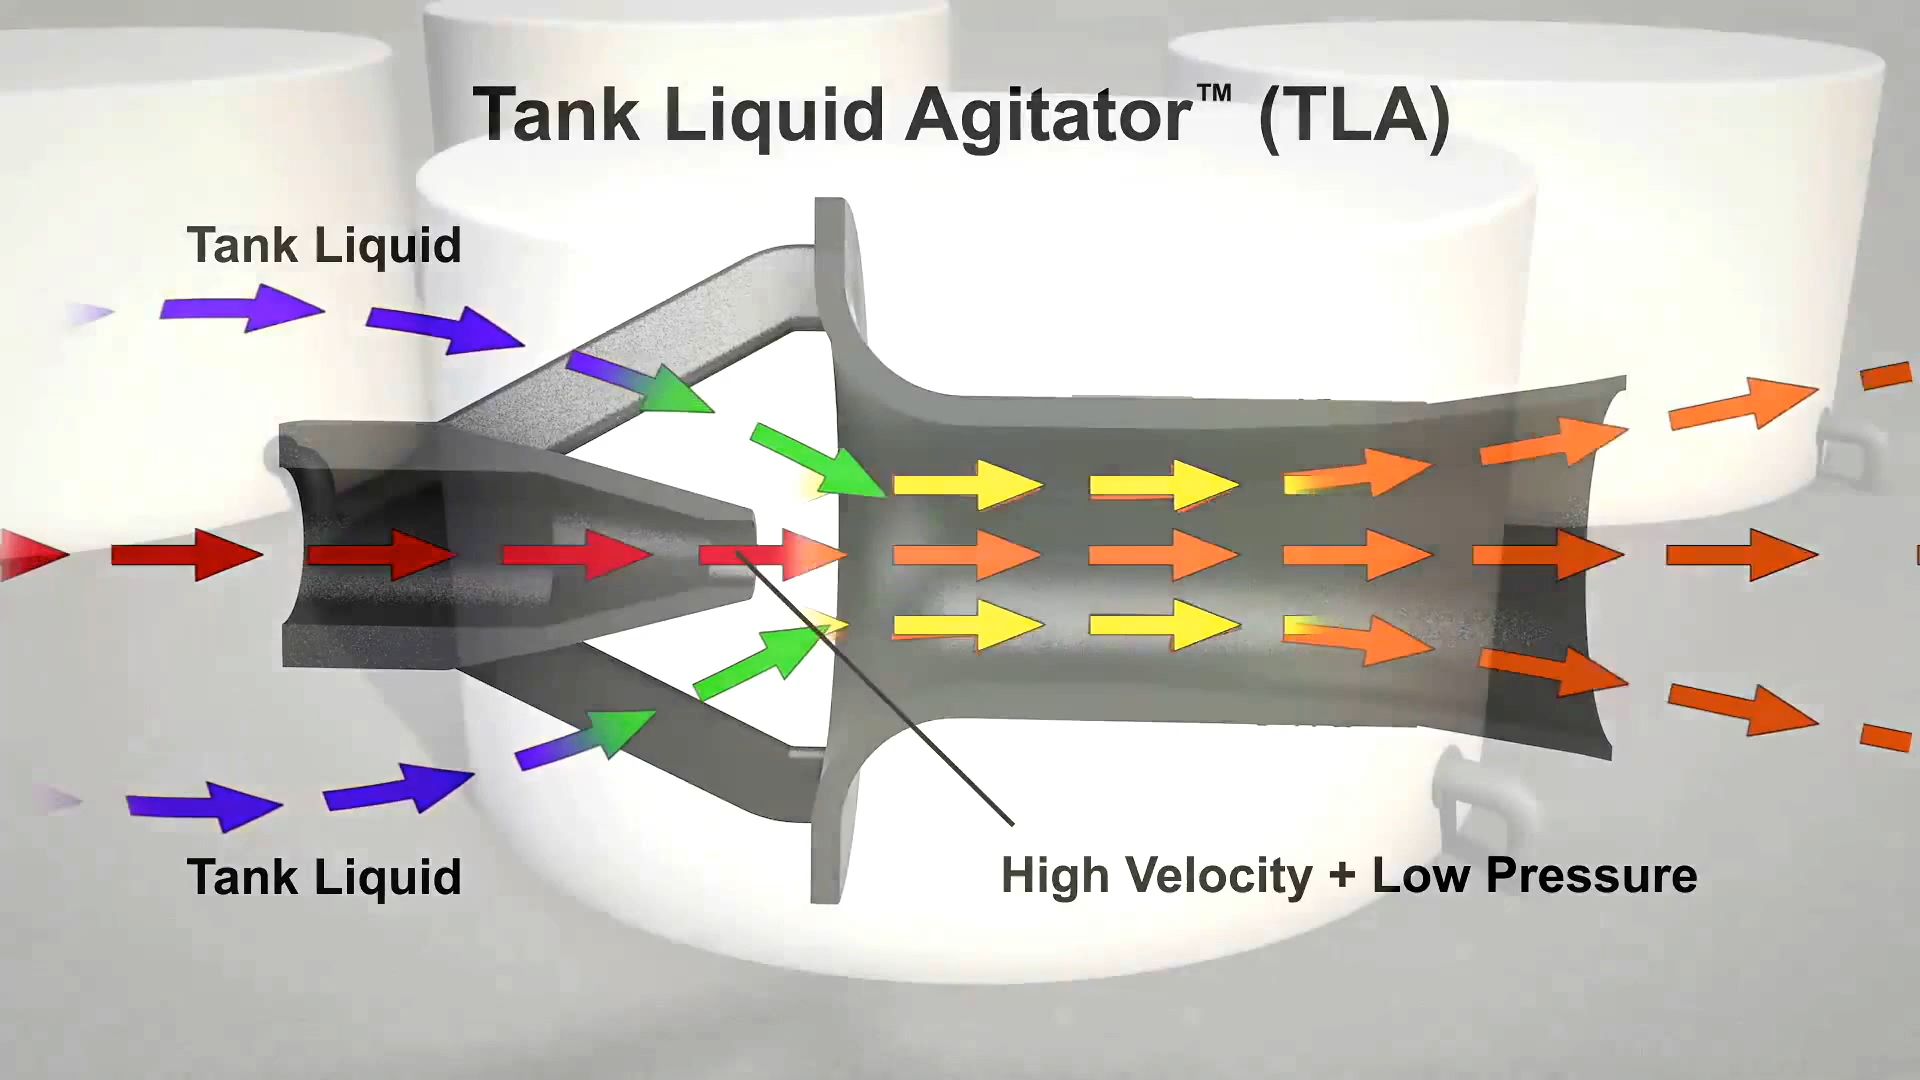 Tank Liquid Agitator™ (TLA)
Tank Liquid
Tank Liquid
High Velocity + Low Pressure